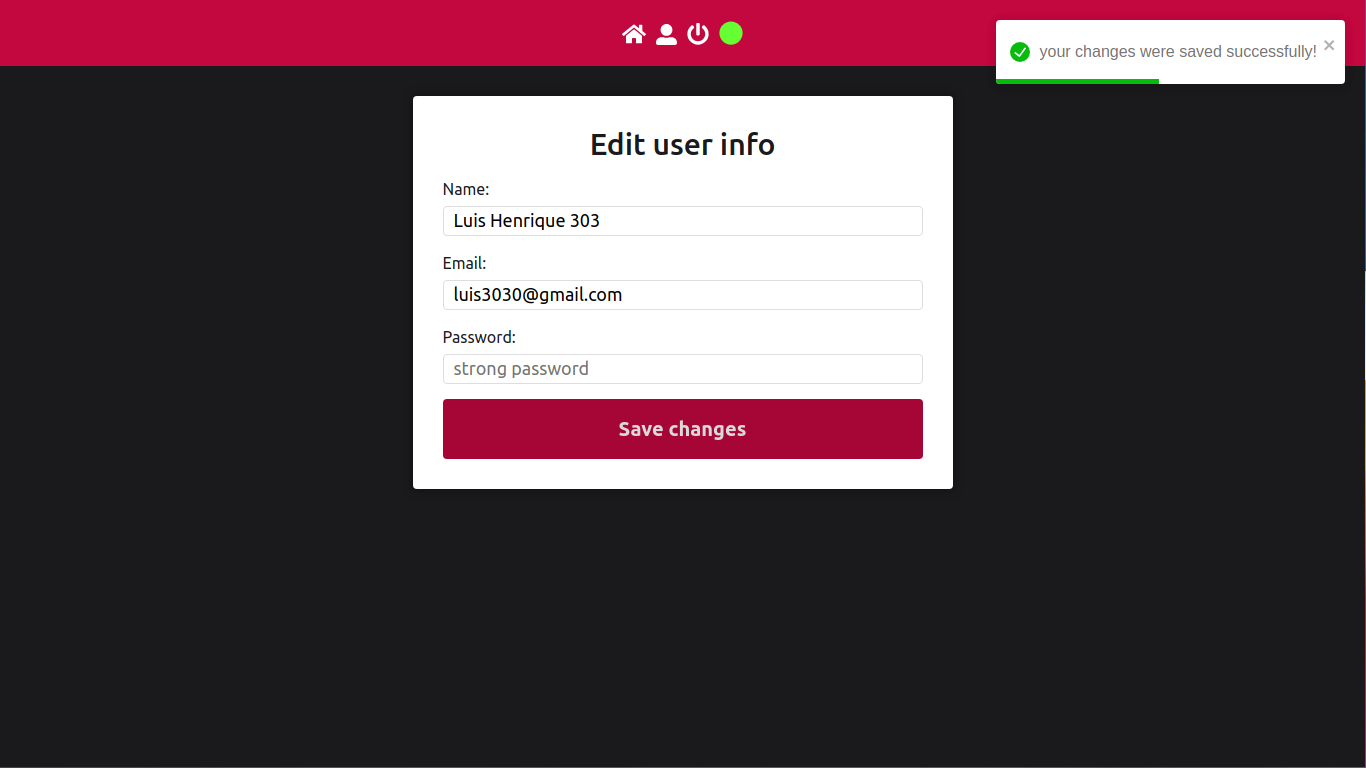 your changes were saved successfully!
Edit user info
Name:
Luis Henrique 303
Email:
luis3030@gmail.com
Password:
strong password
Save changes